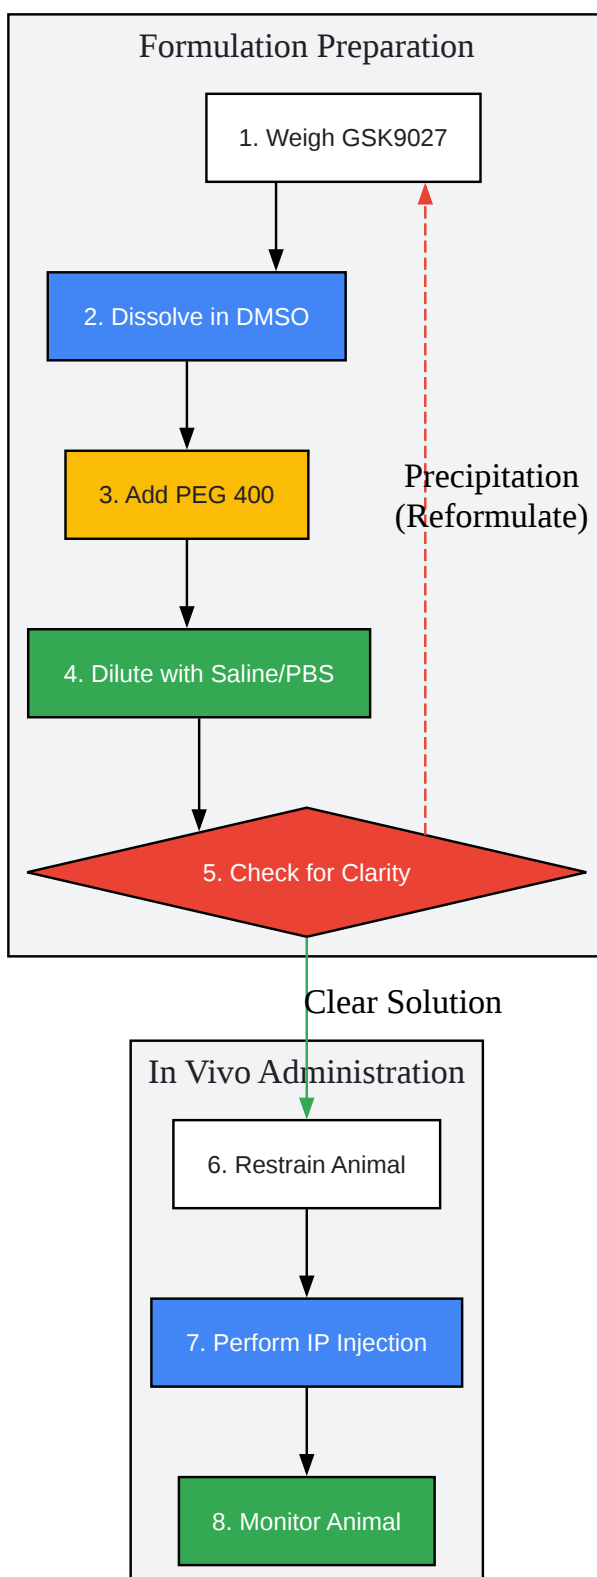 Formulation Preparation
1. Weigh GSK9027
2. Dissolve in DMSO
3. Add PEG 400
Precipitation
(Reformulate)
4. Dilute with Saline/PBS
5. Check for Clarity
Clear Solution
In Vivo Administration
6. Restrain Animal
7. Perform IP Injection
8. Monitor Animal